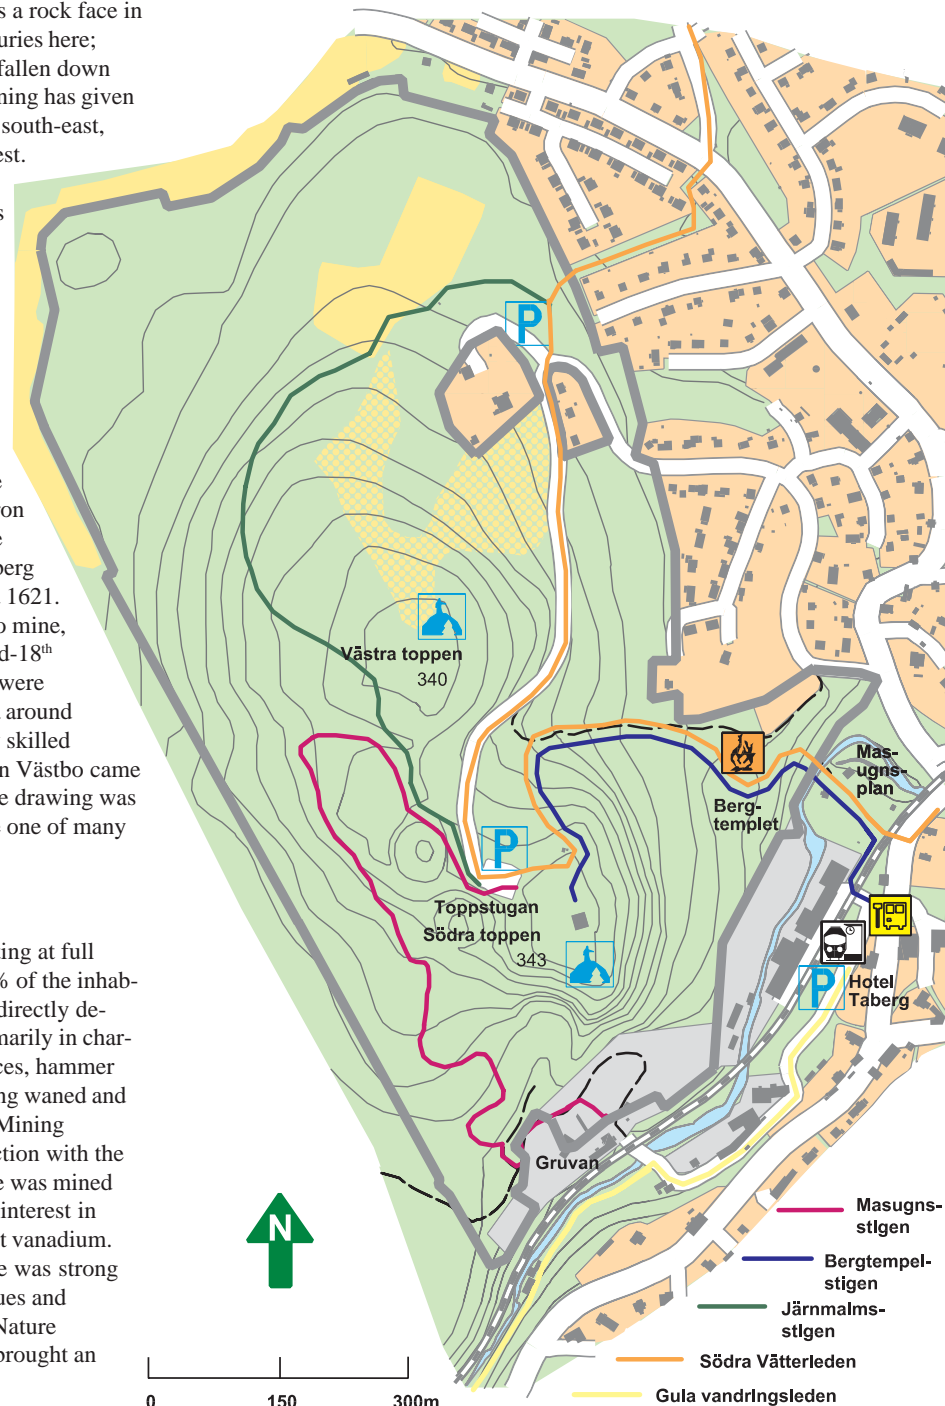 s a rock face in
uries here;
fallen down
ning has given
south-east,
est.
s
e
ron
e
berg
1621.
o mine,
d-18th
were
around
skilled
n Västbo came
e drawing was
e one of many
ting at full
% of the inhab-
directly de-
marily in char-
ces, hammer
ng waned and
Mining
ction with the
e was mined
interest in
t vanadium.
e was strong
ues and
Nature
brought an
P
Västra toppen
340
Mas-
ugns-
plan
Berg-
templet
P
Toppstugan
Södra toppen
343
P
Hotel
Taberg
Gruvan
N
Masugns-
stigen
Bergtempel-
stigen
Järnmalms-
stigen
Södra Vätterleden
Gula vandringsleden
0 150 300m